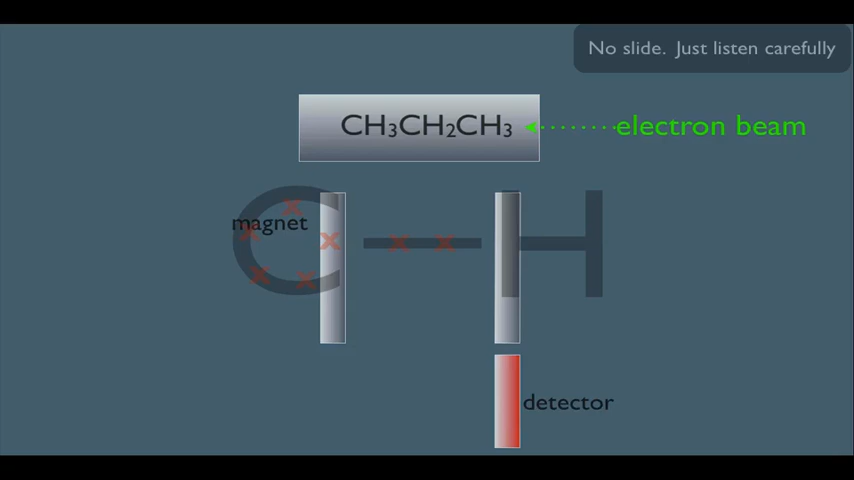 No slide. Just listen carefully
CH₃CH₂CH₃
electron beam
magnet
C — H
x x x x x x x
detector